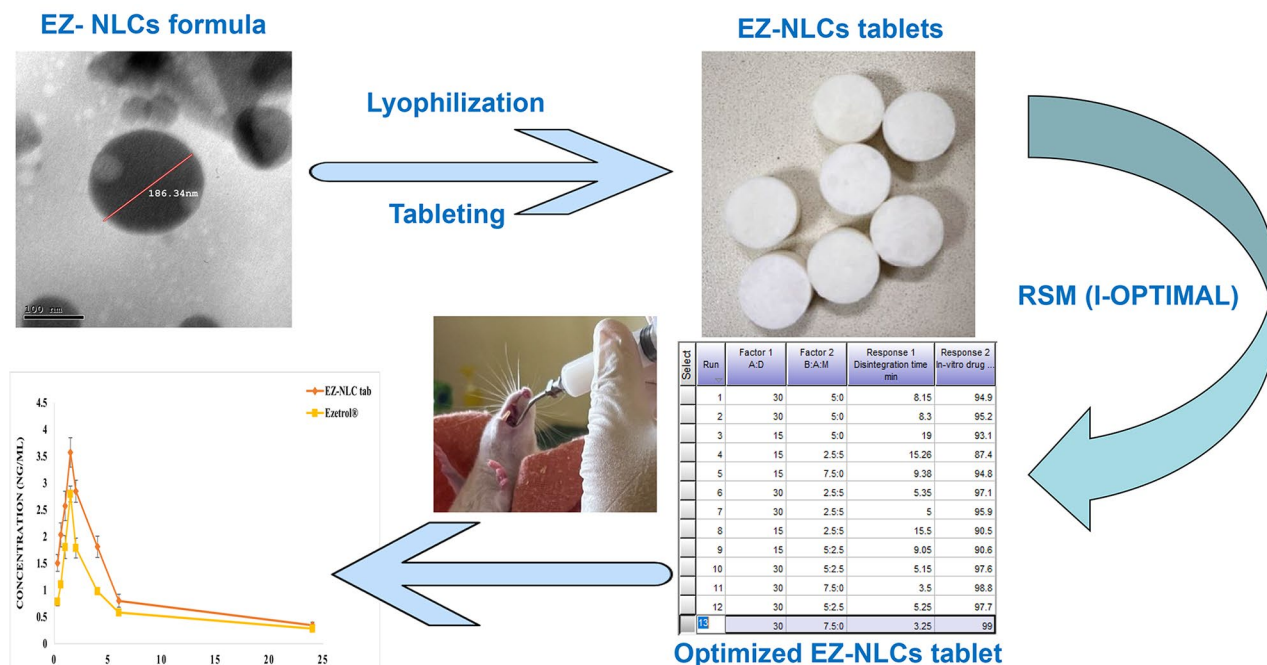 EZ- NLCs formula
EZ-NLCs tablets
186.34nm
100 nm
Lyophilization
Tableting
RSM (I-OPTIMAL)
Select Run Factor 1 A:D Factor 2 B:A:M Response 1 Disintegration time min Response 2 In-vitro drug ...
1 30 5:0 8.15 94.9
2 30 5:0 8.3 95.2
3 15 5:0 19 93.1
4 15 2.5:5 15.26 87.4
5 15 7.5:0 9.38 94.8
6 30 2.5:5 5.35 97.1
7 30 2.5:5 5 95.9
8 15 2.5:5 15.5 90.5
9 15 5:2.5 9.05 90.6
10 30 5:2.5 5.15 97.6
11 30 7.5:0 3.5 98.8
12 30 5:2.5 5.25 97.7
13 30 7.5:0 3.25 99
Optimized EZ-NLCs tablet
EZ-NLC tab
Ezetrol®
CONCENTRATION (NG/ML)
4.5
4
3.5
3
2.5
2
1.5
1
0.5
0
0 5 10 15 20 25